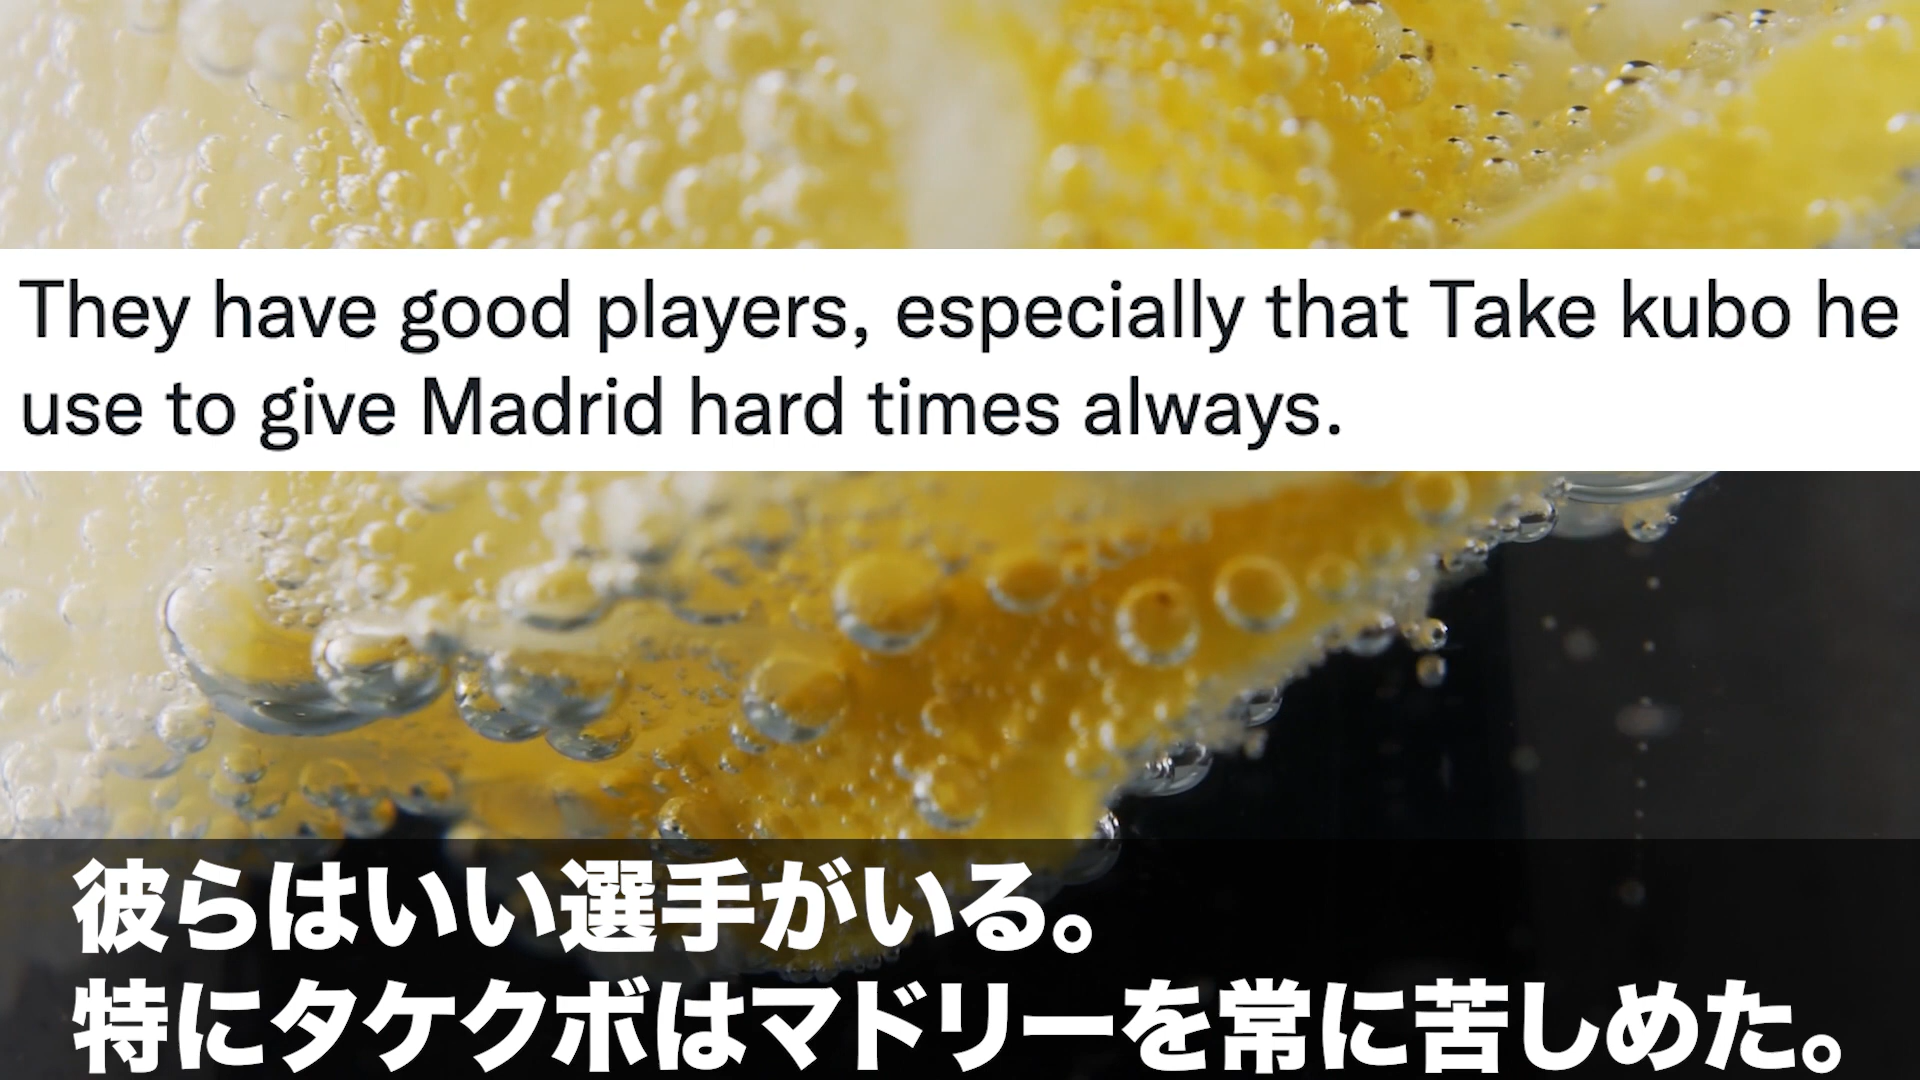 They have good players, especially that Take kubo he
use to give Madrid hard times always.
彼らはいい選手がいる。
特にタケクボはマドリーを常に苦しめた。